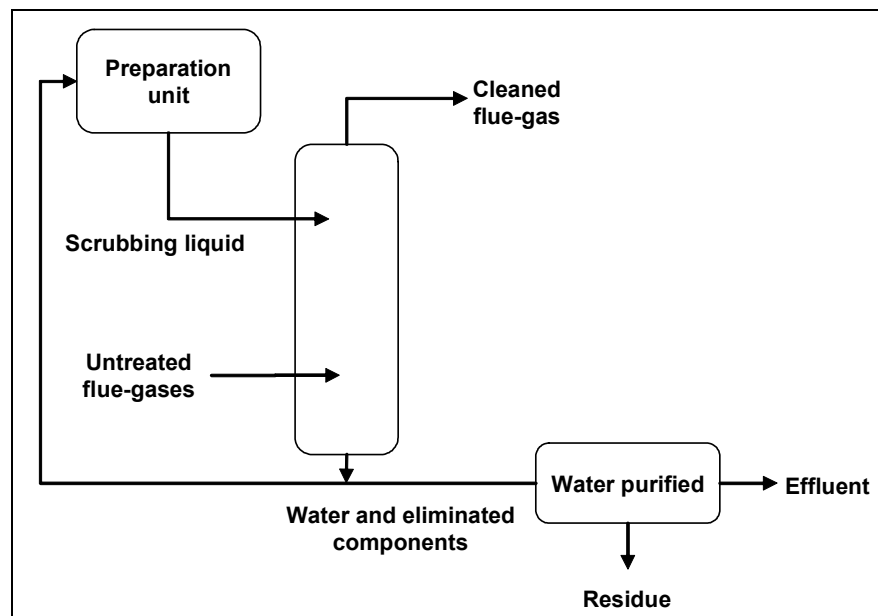 Preparation
unit
Cleaned
flue-gas
Scrubbing liquid
Untreated
flue-gases
Water purified
Effluent
Water and eliminated
components
Residue